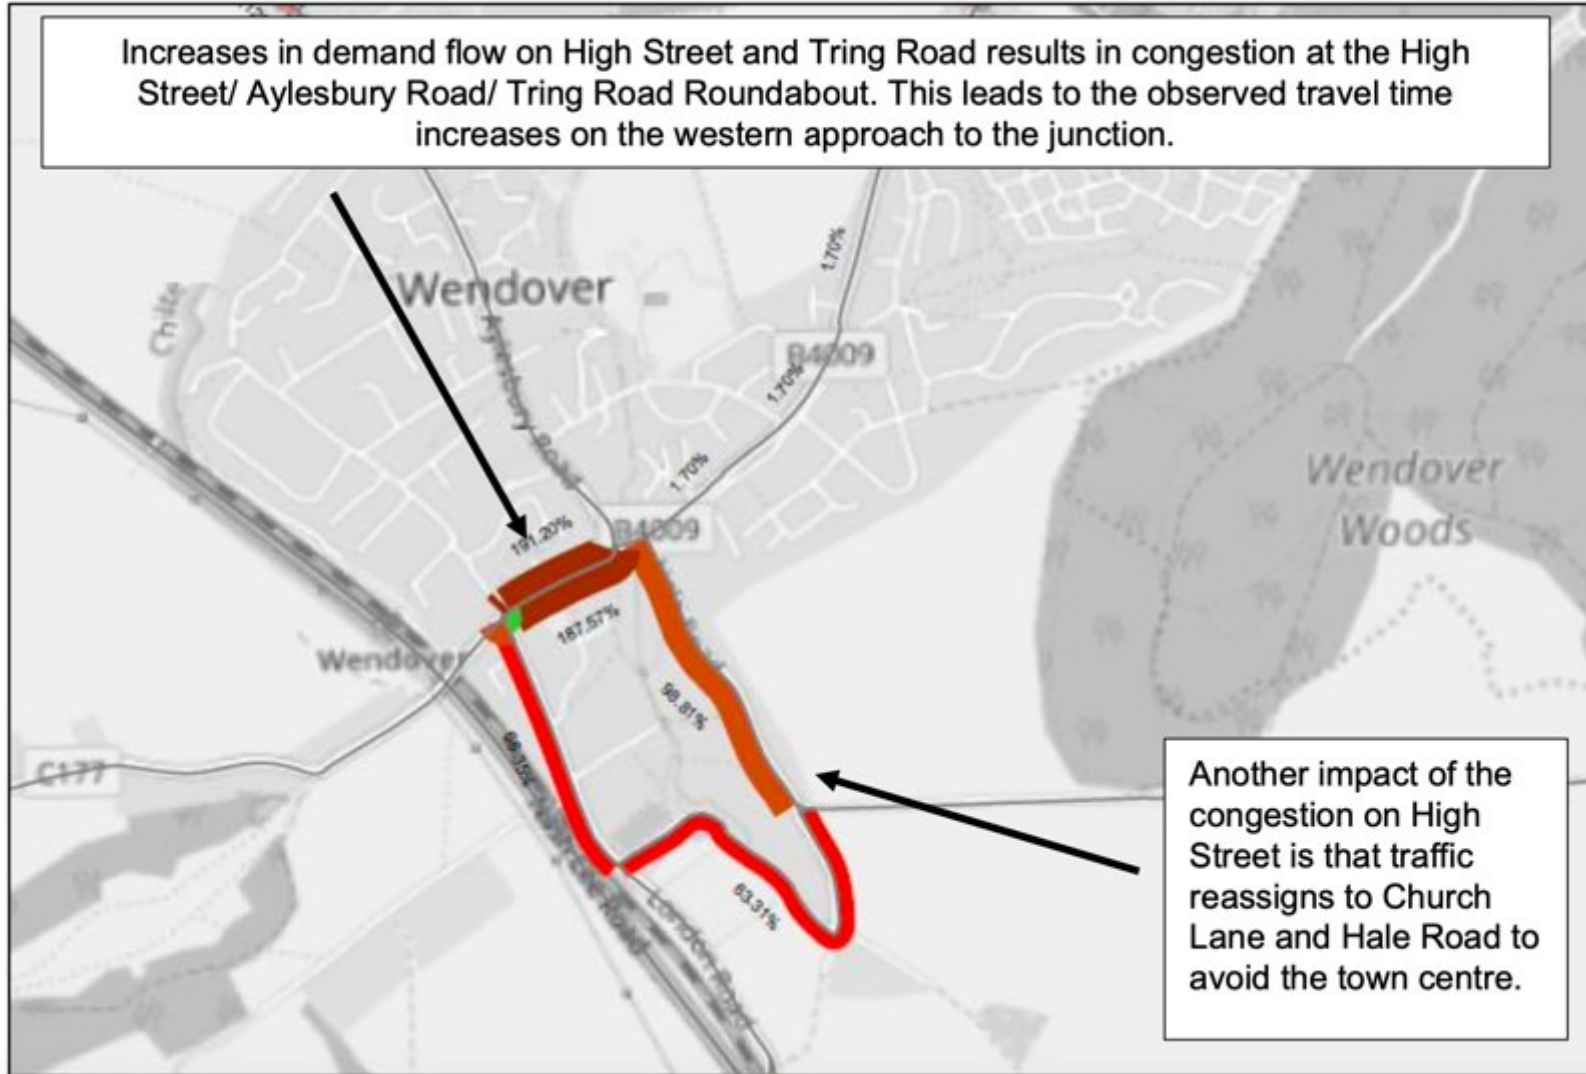 Increases in demand flow on High Street and Tring Road results in congestion at the High
Street/ Aylesbury Road/ Tring Road Roundabout. This leads to the observed travel time
increases on the western approach to the junction.
1.70%
Wendover
Chilte
Aylesbury Road
B4009
1.70%
1.70%
Wendover
Woods
B4009
191.20%
187.57%
Wendover
98.81%
C177
63.31%
London Road
Another impact of the
congestion on High
Street is that traffic
reassigns to Church
Lane and Hale Road to
avoid the town centre.